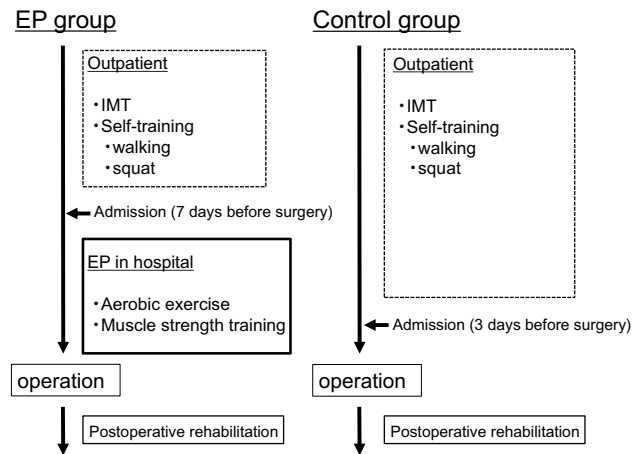 EP group
Outpatient
・IMT
・Self-training
・walking
・squat
Admission (7 days before surgery)
EP in hospital
・Aerobic exercise
・Muscle strength training
operation
Postoperative rehabilitation
Control group
Outpatient
・IMT
・Self-training
・walking
・squat
Admission (3 days before surgery)
operation
Postoperative rehabilitation